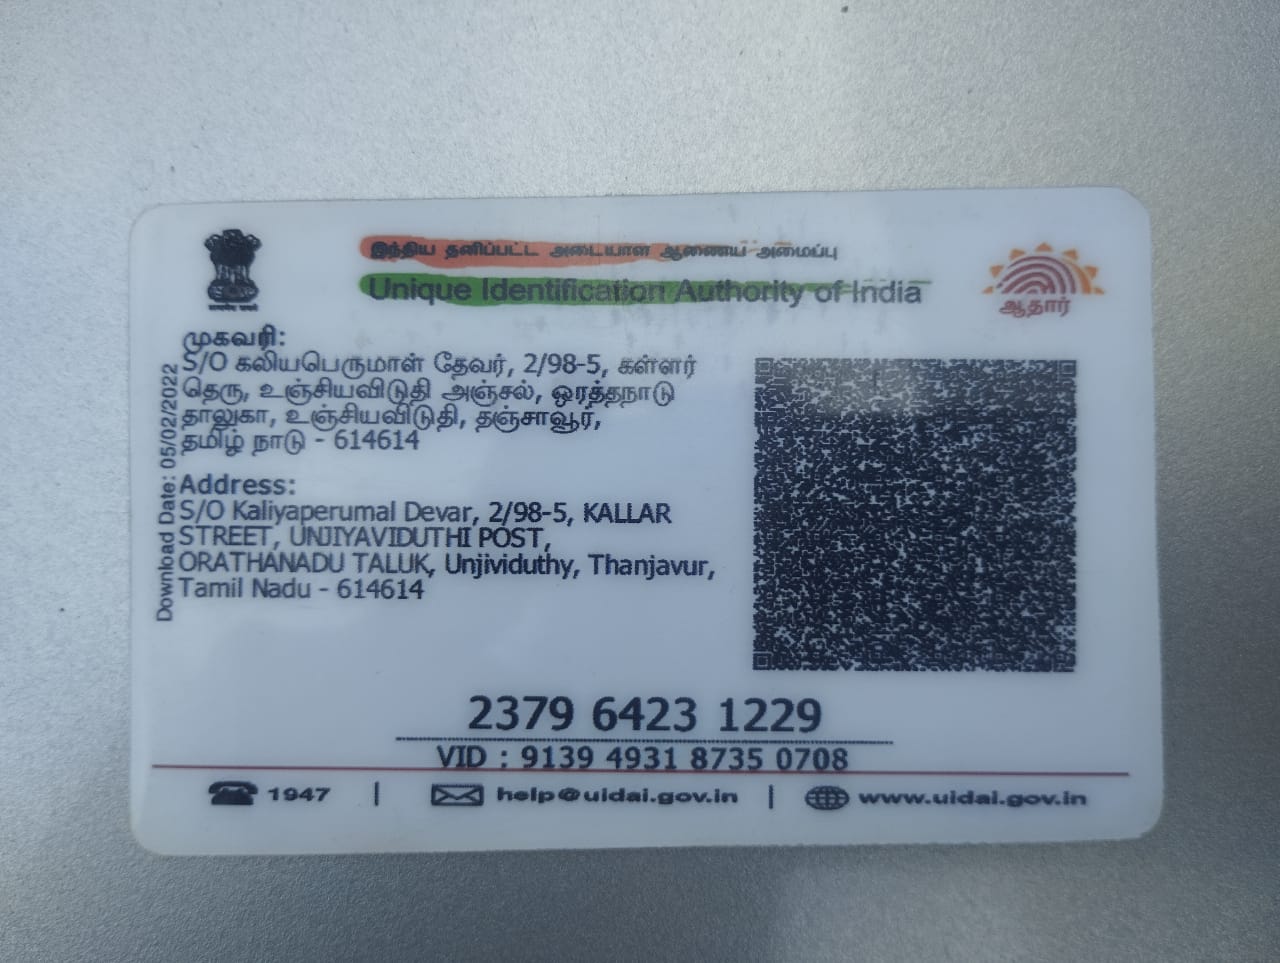 இந்திய தனிப்பட்ட அடையாள ஆணைய அமைப்பு
Unique Identification Authority of India
ஆதார்
முகவரி:
S/O கலியபெருமாள் தேவர், 2/98-5, கள்ளர்
தெரு, உஞ்சியவிடுதி அஞ்சல், ஒரத்தநாடு
தாலுகா, உஞ்சியவிடுதி, தஞ்சாவூர்,
தமிழ் நாடு - 614614
Address:
S/O Kaliyaperumal Devar, 2/98-5, KALLAR
STREET, UNJIYAVIDUTHI POST,
ORATHANADU TALUK, Unjividuthy, Thanjavur,
Tamil Nadu - 614614
Download Date: 05/02/2022
2379 6423 1229
VID : 9139 4931 8735 0708
1947 | help@uidai.gov.in | www.uidai.gov.in